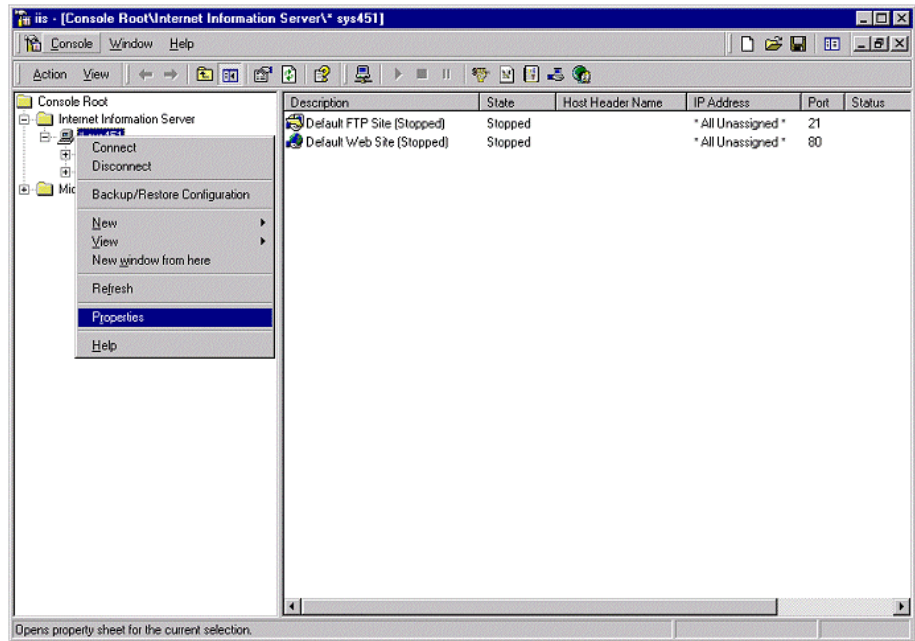 iis - [Console Root\Internet Information Server\* sys451]
Console Window Help
Action View
Console Root
Internet Information Server
Mic
Connect
Disconnect
Backup/Restore Configuration
New
View
New window from here
Refresh
Properties
Help
Description State Host Header Name IP Address Port Status
Default FTP Site (Stopped) Stopped * All Unassigned * 21
Default Web Site (Stopped) Stopped * All Unassigned * 80
Opens property sheet for the current selection.